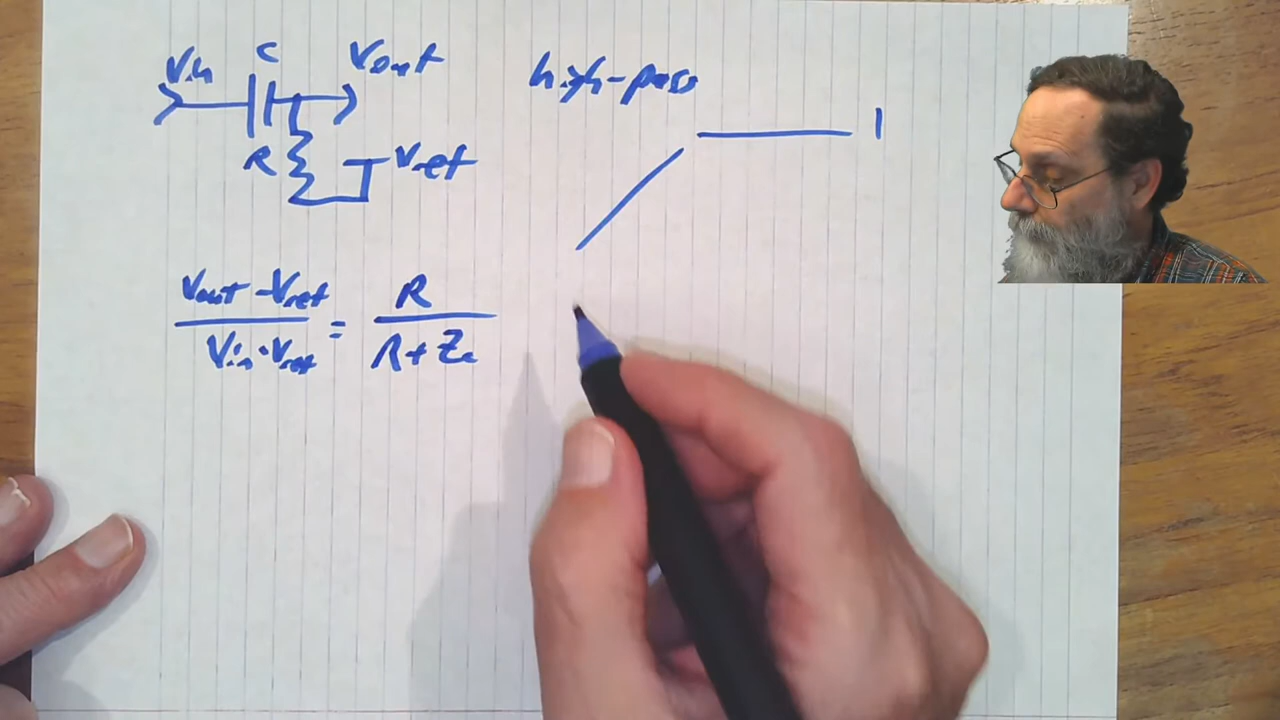 Vin C Vout
R Vref
high-pass
1
Vout - Vref / Vin - Vref = R / R + Zc